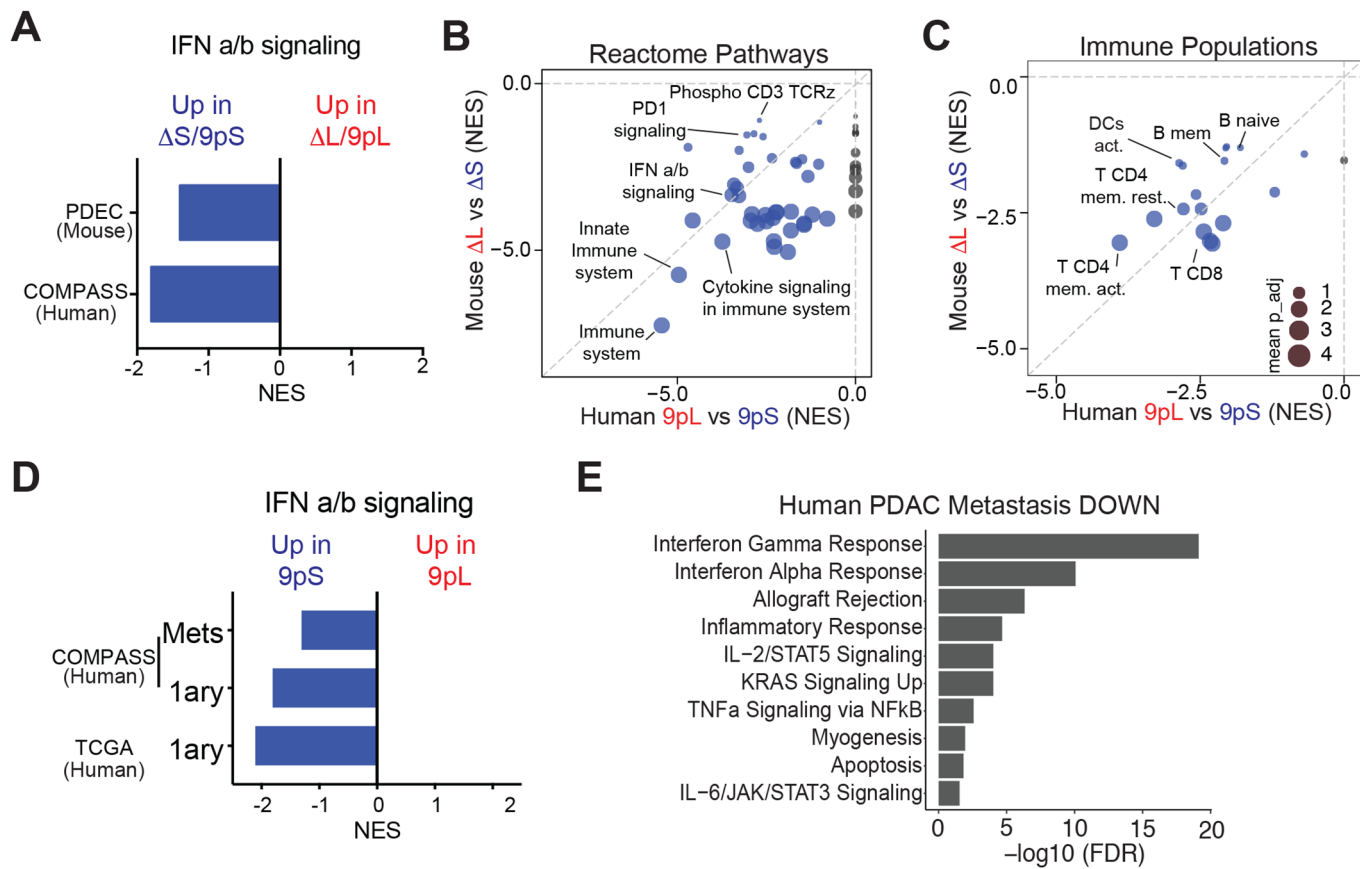 A
IFN a/b signaling
Up in
ΔS/9pS
Up in
ΔL/9pL
PDEC
(Mouse)
COMPASS
(Human)
-2
-1
0
1
2
NES
B
Reactome Pathways
Mouse ΔL vs ΔS (NES)
0.0
−5.0
Phospho CD3 TCRz
PD1
signaling
IFN a/b
signaling
Innate
Immune
system
Cytokine signaling
in immune system
Immune
system
−5.0
0.0
Human 9pL vs 9pS (NES)
C
Immune Populations
Mouse ΔL vs ΔS (NES)
0.0
−2.5
−5.0
DCs
act.
B mem
B naive
T CD4
mem. rest.
T CD4
mem. act.
T CD8
mean p_adj
1
2
3
4
−5.0
−2.5
0.0
Human 9pL vs 9pS (NES)
D
IFN a/b signaling
Up in
9pS
Up in
9pL
COMPASS
(Human)
Mets
1ary
TCGA
(Human)
1ary
-2
-1
0
1
2
NES
E
Human PDAC Metastasis DOWN
Interferon Gamma Response
Interferon Alpha Response
Allograft Rejection
Inflammatory Response
IL−2/STAT5 Signaling
KRAS Signaling Up
TNFa Signaling via NFkB
Myogenesis
Apoptosis
IL−6/JAK/STAT3 Signaling
0
5
10
15
20
−log10 (FDR)